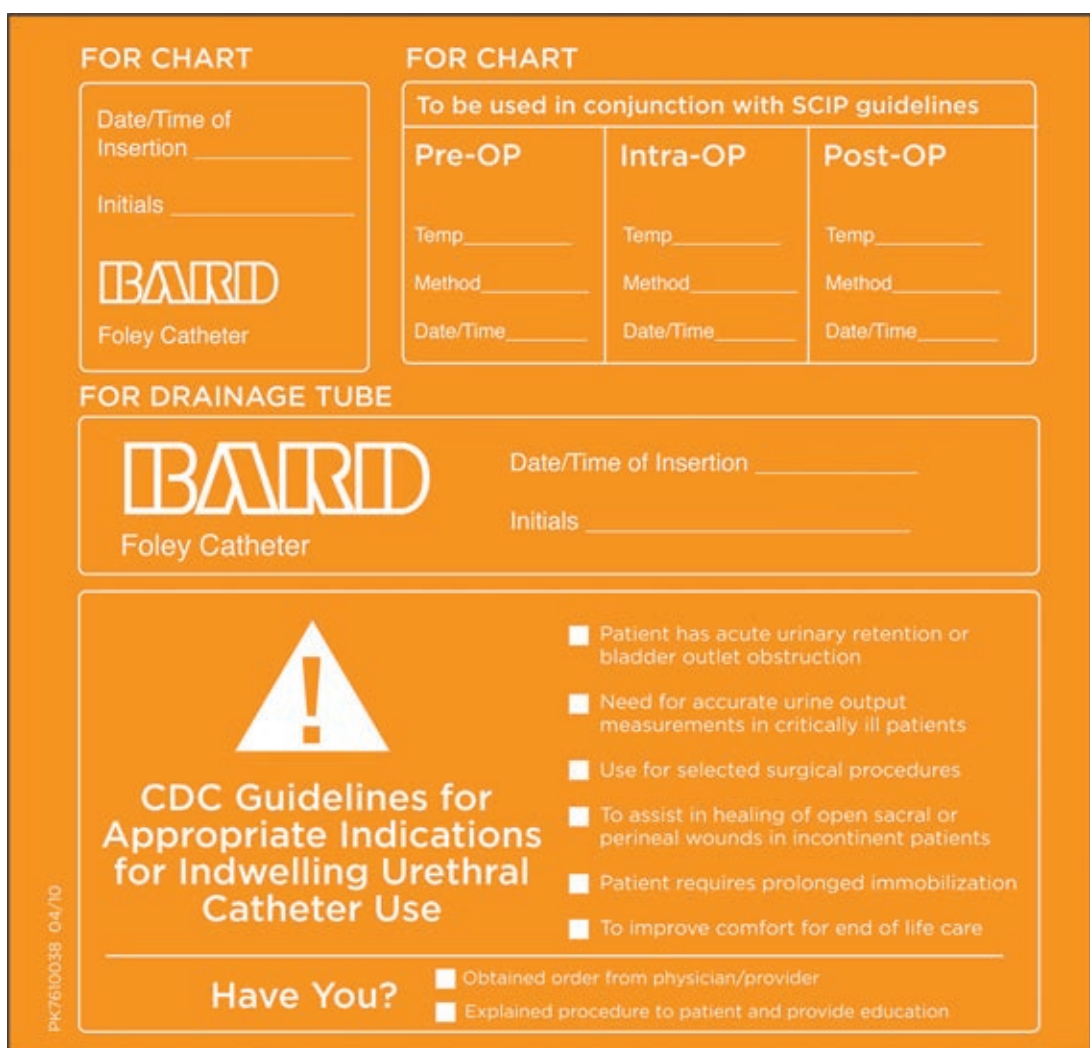 FOR CHART
Date/Time of
Insertion
Initials
BARD
Foley Catheter
FOR CHART
To be used in conjunction with SCIP guidelines
Pre-OP
Temp
Method
Date/Time
Intra-OP
Temp
Method
Date/Time
Post-OP
Temp
Method
Date/Time
FOR DRAINAGE TUBE
BARD
Foley Catheter
Date/Time of Insertion
Initials
!
CDC Guidelines for
Appropriate Indications
for Indwelling Urethral
Catheter Use
Patient has acute urinary retention or
bladder outlet obstruction
Need for accurate urine output
measurements in critically ill patients
Use for selected surgical procedures
To assist in healing of open sacral or
perineal wounds in incontinent patients
Patient requires prolonged immobilization
To improve comfort for end of life care
Have You?
Obtained order from physician/provider
Explained procedure to patient and provide education
PK7610038 04/10